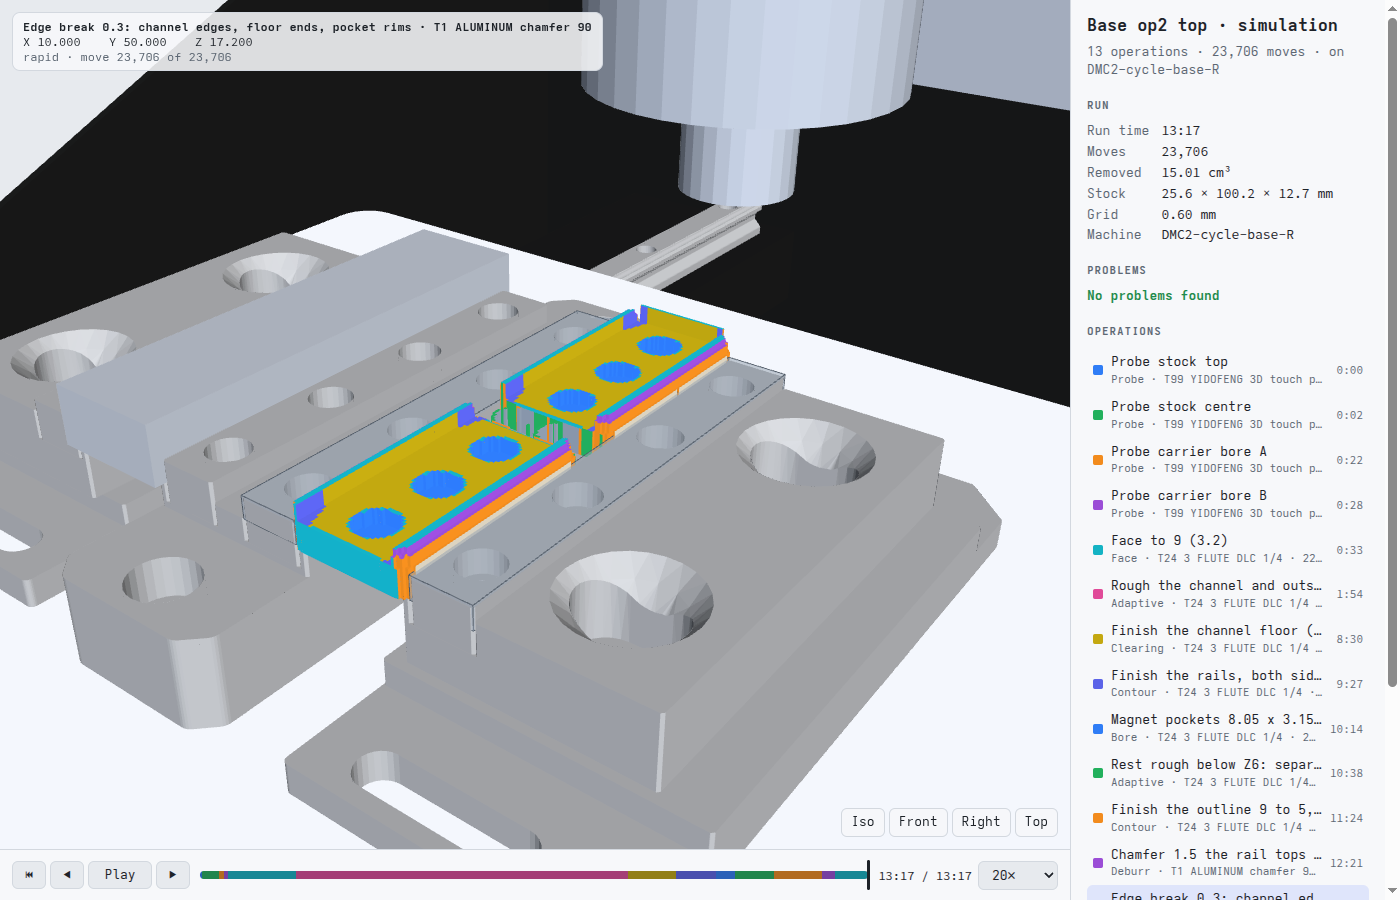 Edge break 0.3: channel edges, floor ends, pocket rims · T1 ALUMINUM chamfer 90
X 10.000 Y 50.000 Z 17.200
rapid · move 23,706 of 23,706
Iso
Front
Right
Top
⏮
◀
Play
▶
13:17 / 13:17
20×
Base op2 top · simulation
13 operations · 23,706 moves · on
DMC2-cycle-base-R
RUN
Run time 13:17
Moves 23,706
Removed 15.01 cm³
Stock 25.6 × 100.2 × 12.7 mm
Grid 0.60 mm
Machine DMC2-cycle-base-R
PROBLEMS
No problems found
OPERATIONS
Probe stock top
Probe · T99 YIDOFENG 3D touch p… 0:00
Probe stock centre
Probe · T99 YIDOFENG 3D touch p… 0:02
Probe carrier bore A
Probe · T99 YIDOFENG 3D touch p… 0:22
Probe carrier bore B
Probe · T99 YIDOFENG 3D touch p… 0:28
Face to 9 (3.2)
Face · T24 3 FLUTE DLC 1/4 · 22… 0:33
Rough the channel and outs…
Adaptive · T24 3 FLUTE DLC 1/4 … 1:54
Finish the channel floor (…
Clearing · T24 3 FLUTE DLC 1/4 … 8:30
Finish the rails, both sid…
Contour · T24 3 FLUTE DLC 1/4 ·… 9:27
Magnet pockets 8.05 x 3.15…
Bore · T24 3 FLUTE DLC 1/4 · 2… 10:14
Rest rough below Z6: separ…
Adaptive · T24 3 FLUTE DLC 1/4… 10:38
Finish the outline 9 to 5,…
Contour · T24 3 FLUTE DLC 1/4 … 11:24
Chamfer 1.5 the rail tops …
Deburr · T1 ALUMINUM chamfer 9… 12:21
Edge break 0.3: channel ed…